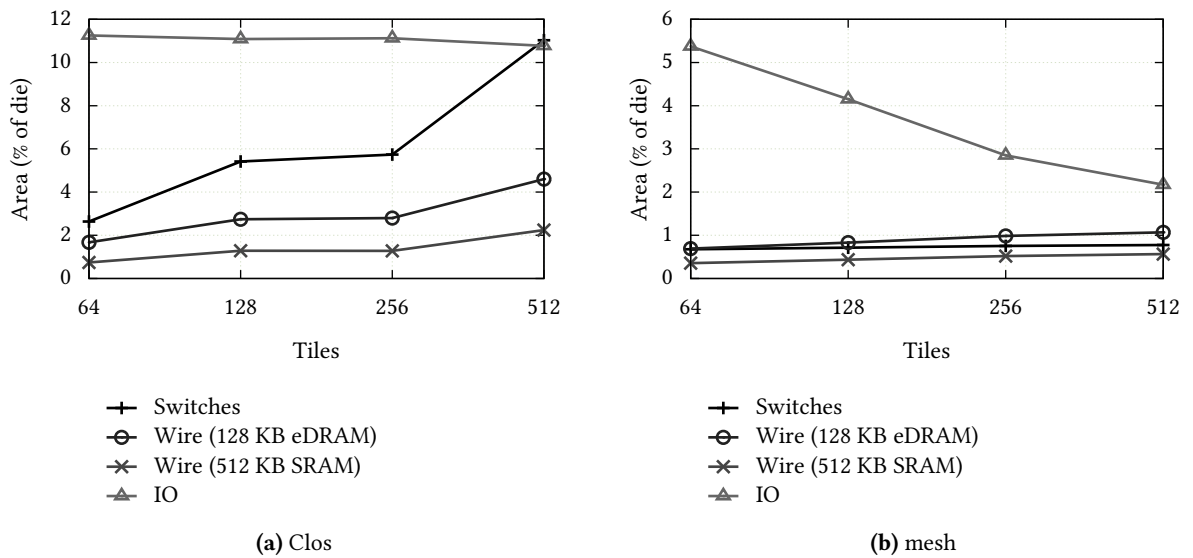 12
10
8
6
4
2
0
Area (% of die)
64 128 256 512
Tiles
Switches
Wire (128 KB eDRAM)
Wire (512 KB SRAM)
IO
(a) Clos
6
5
4
3
2
1
0
Area (% of die)
64 128 256 512
Tiles
Switches
Wire (128 KB eDRAM)
Wire (512 KB SRAM)
IO
(b) mesh